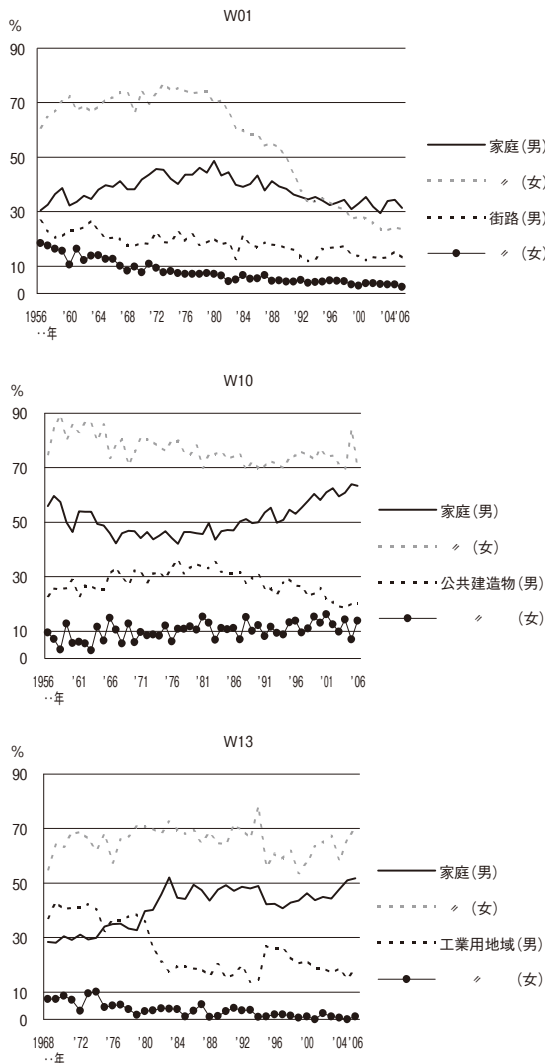 W01
%
90
70
50
30
10
0
1956 '60 '64 '68 '72 '76 '80 '84 '88 '92 '96 '00 '04 '06
‥年
家庭(男)
〃 (女)
街路(男)
〃 (女)
W10
%
90
70
50
30
10
0
1956 '61 '66 '71 '76 '81 '86 '91 '96 '01 '06
‥年
家庭(男)
〃 (女)
公共建造物(男)
〃 (女)
W13
%
90
70
50
30
10
0
1968 '72 '76 '80 '84 '88 '92 '96 '00 '04 '06
‥年
家庭(男)
〃 (女)
工業用地域(男)
〃 (女)